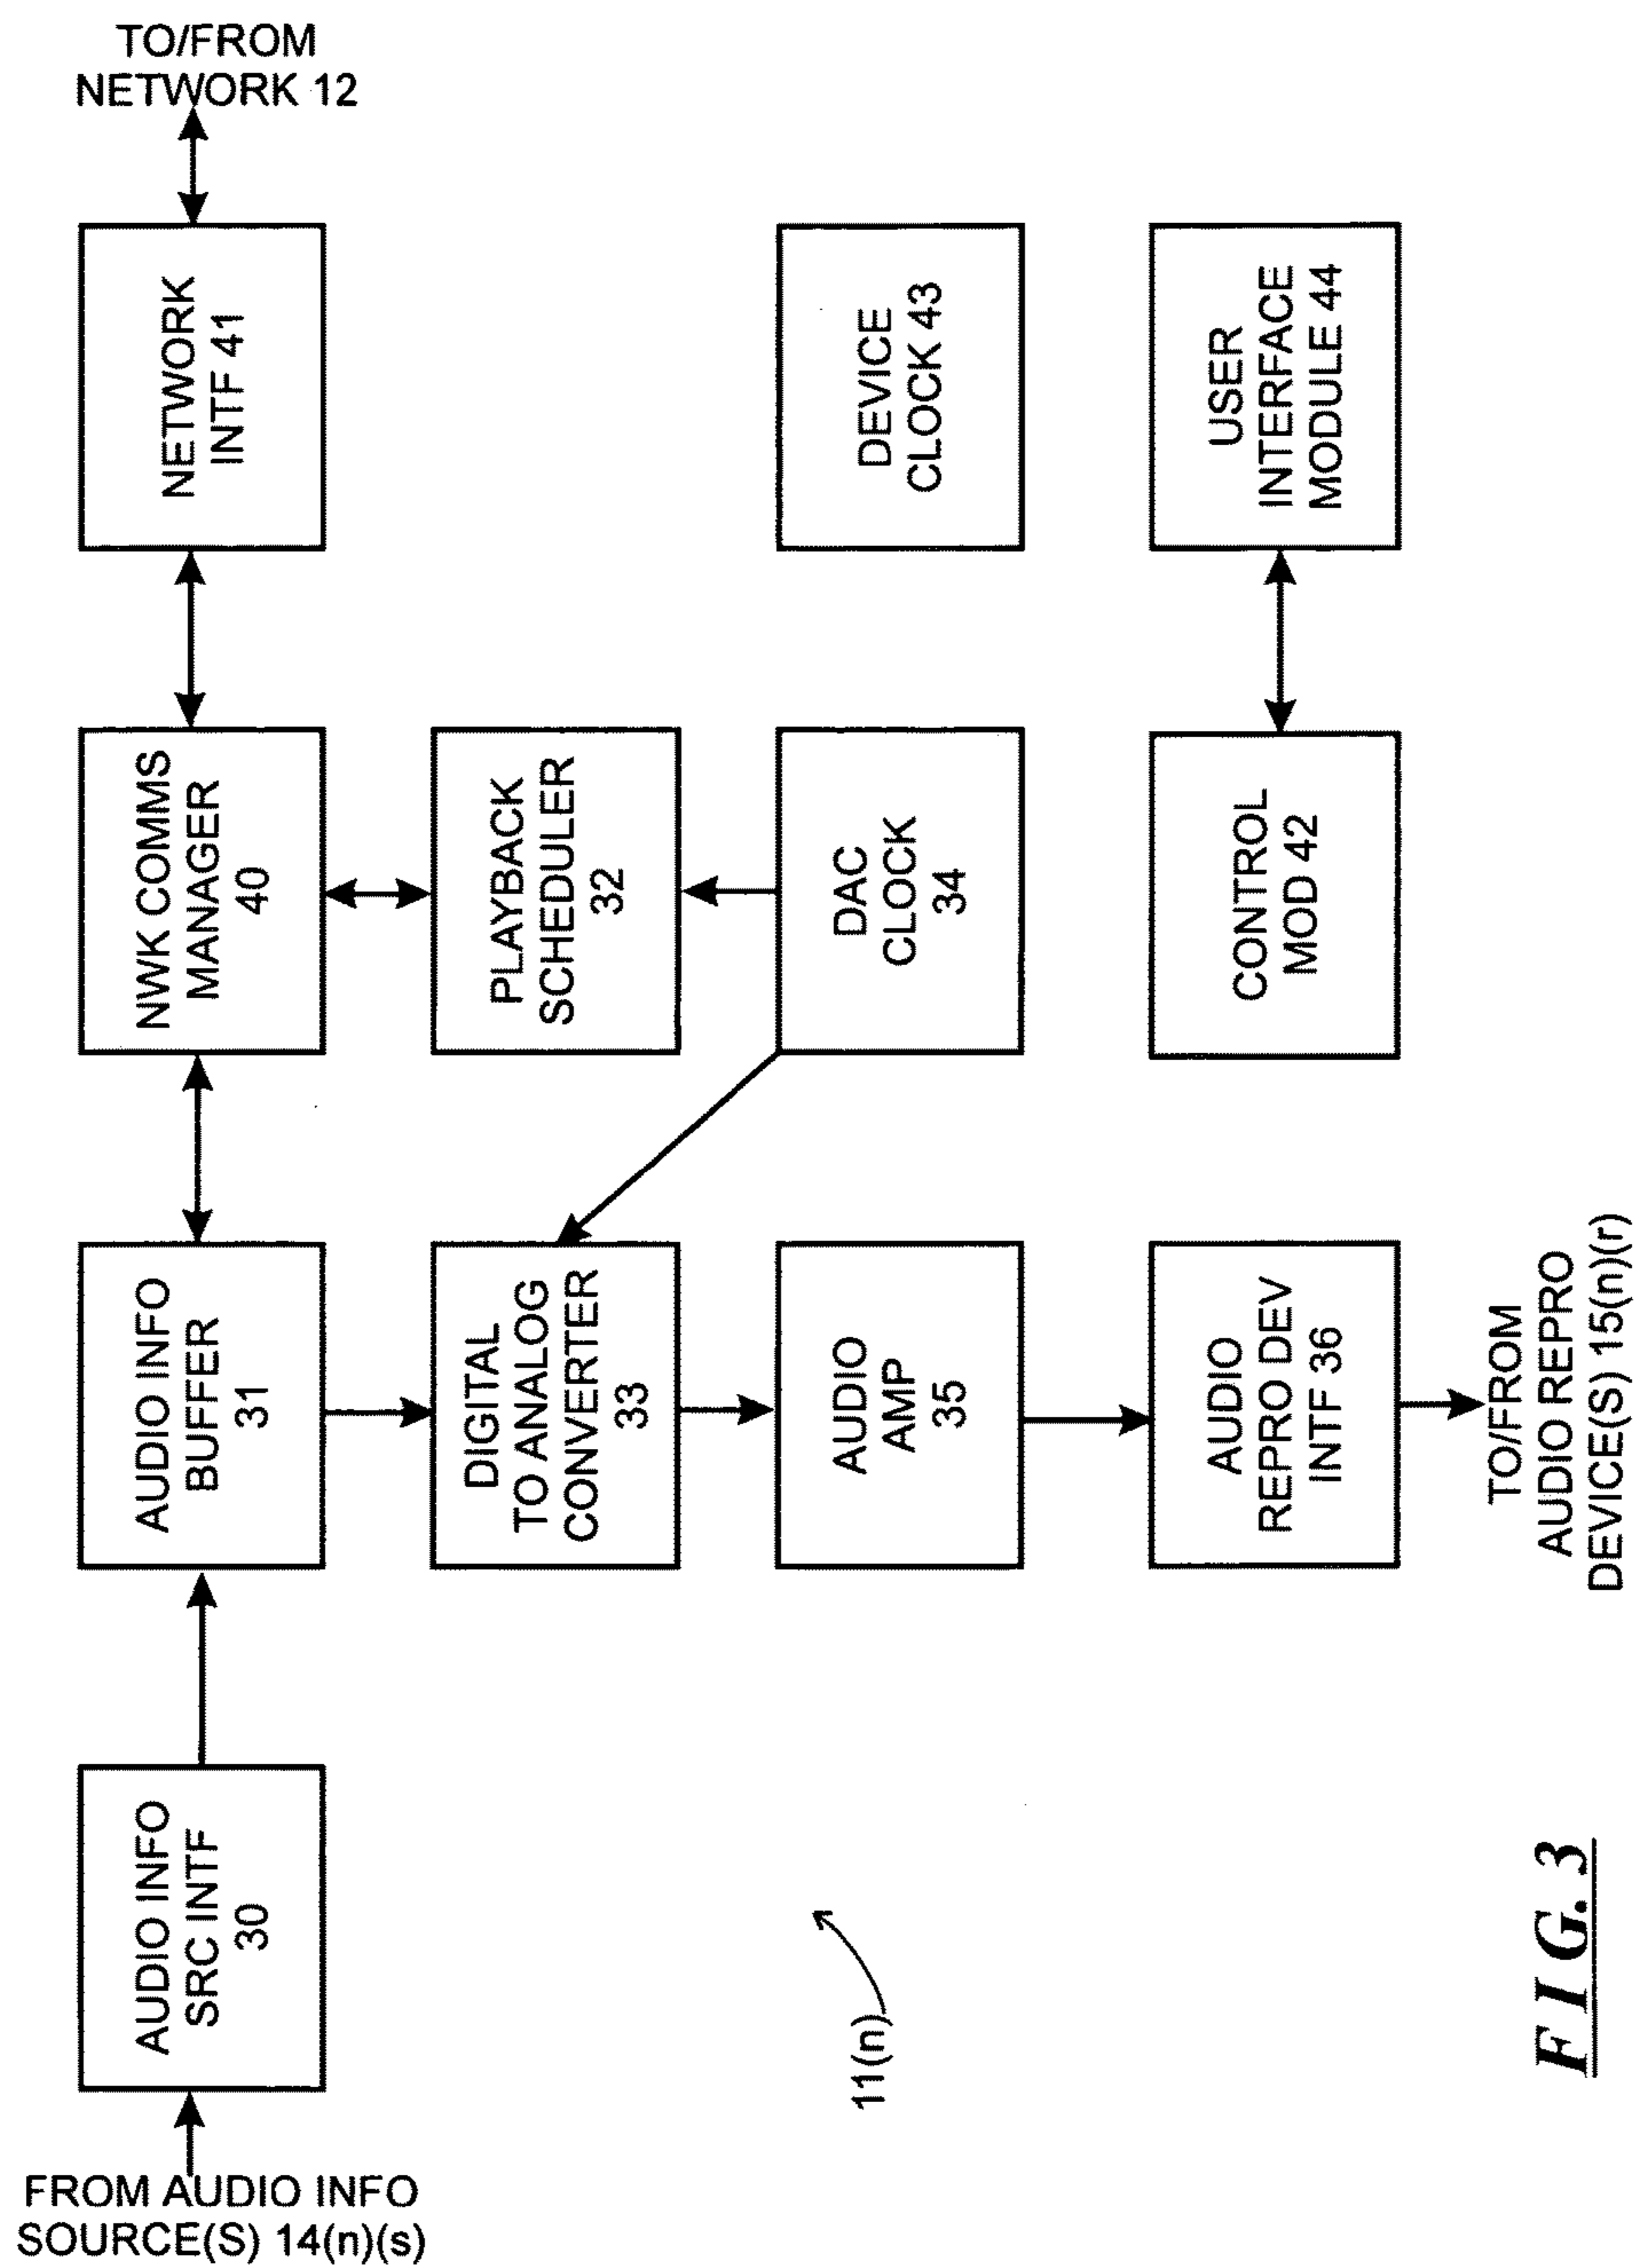 FROM AUDIO INFO
SOURCE(S) 14(n)(s)
AUDIO INFO
SRC INTF
30
AUDIO INFO
BUFFER
31
NWK COMMS
MANAGER
40
NETWORK
INTF 41
TO/FROM
NETWORK 12
DIGITAL
TO ANALOG
CONVERTER
33
PLAYBACK
SCHEDULER
32
11(n)
AUDIO
AMP
35
DAC
CLOCK
34
DEVICE
CLOCK 43
AUDIO
REPRO DEV
INTF 36
CONTROL
MOD 42
USER
INTERFACE
MODULE 44
TO/FROM
AUDIO REPRO
DEVICE(S) 15(n)(r)
FIG. 3